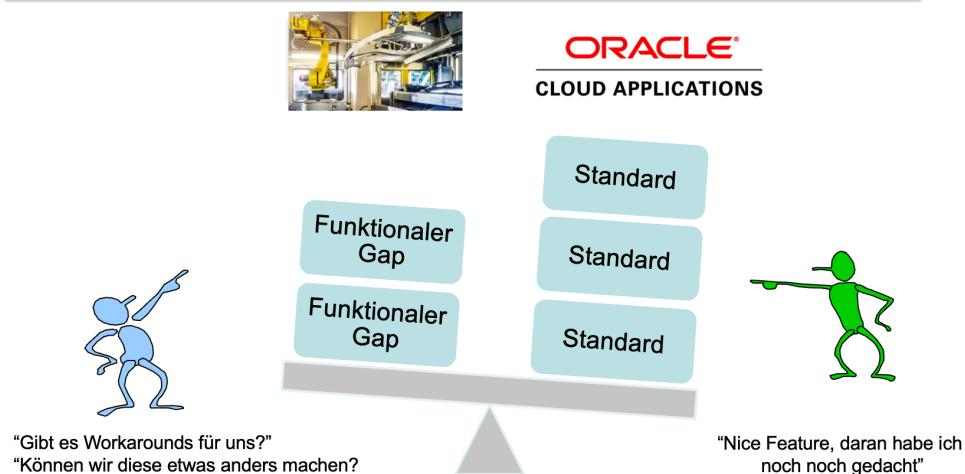 ORACLE
CLOUD APPLICATIONS
Standard
Funktionaler
Gap
Standard
Funktionaler
Gap
Standard
“Gibt es Workarounds für uns?”
“Können wir diese etwas anders machen?
“Nice Feature, daran habe ich
noch noch gedacht”